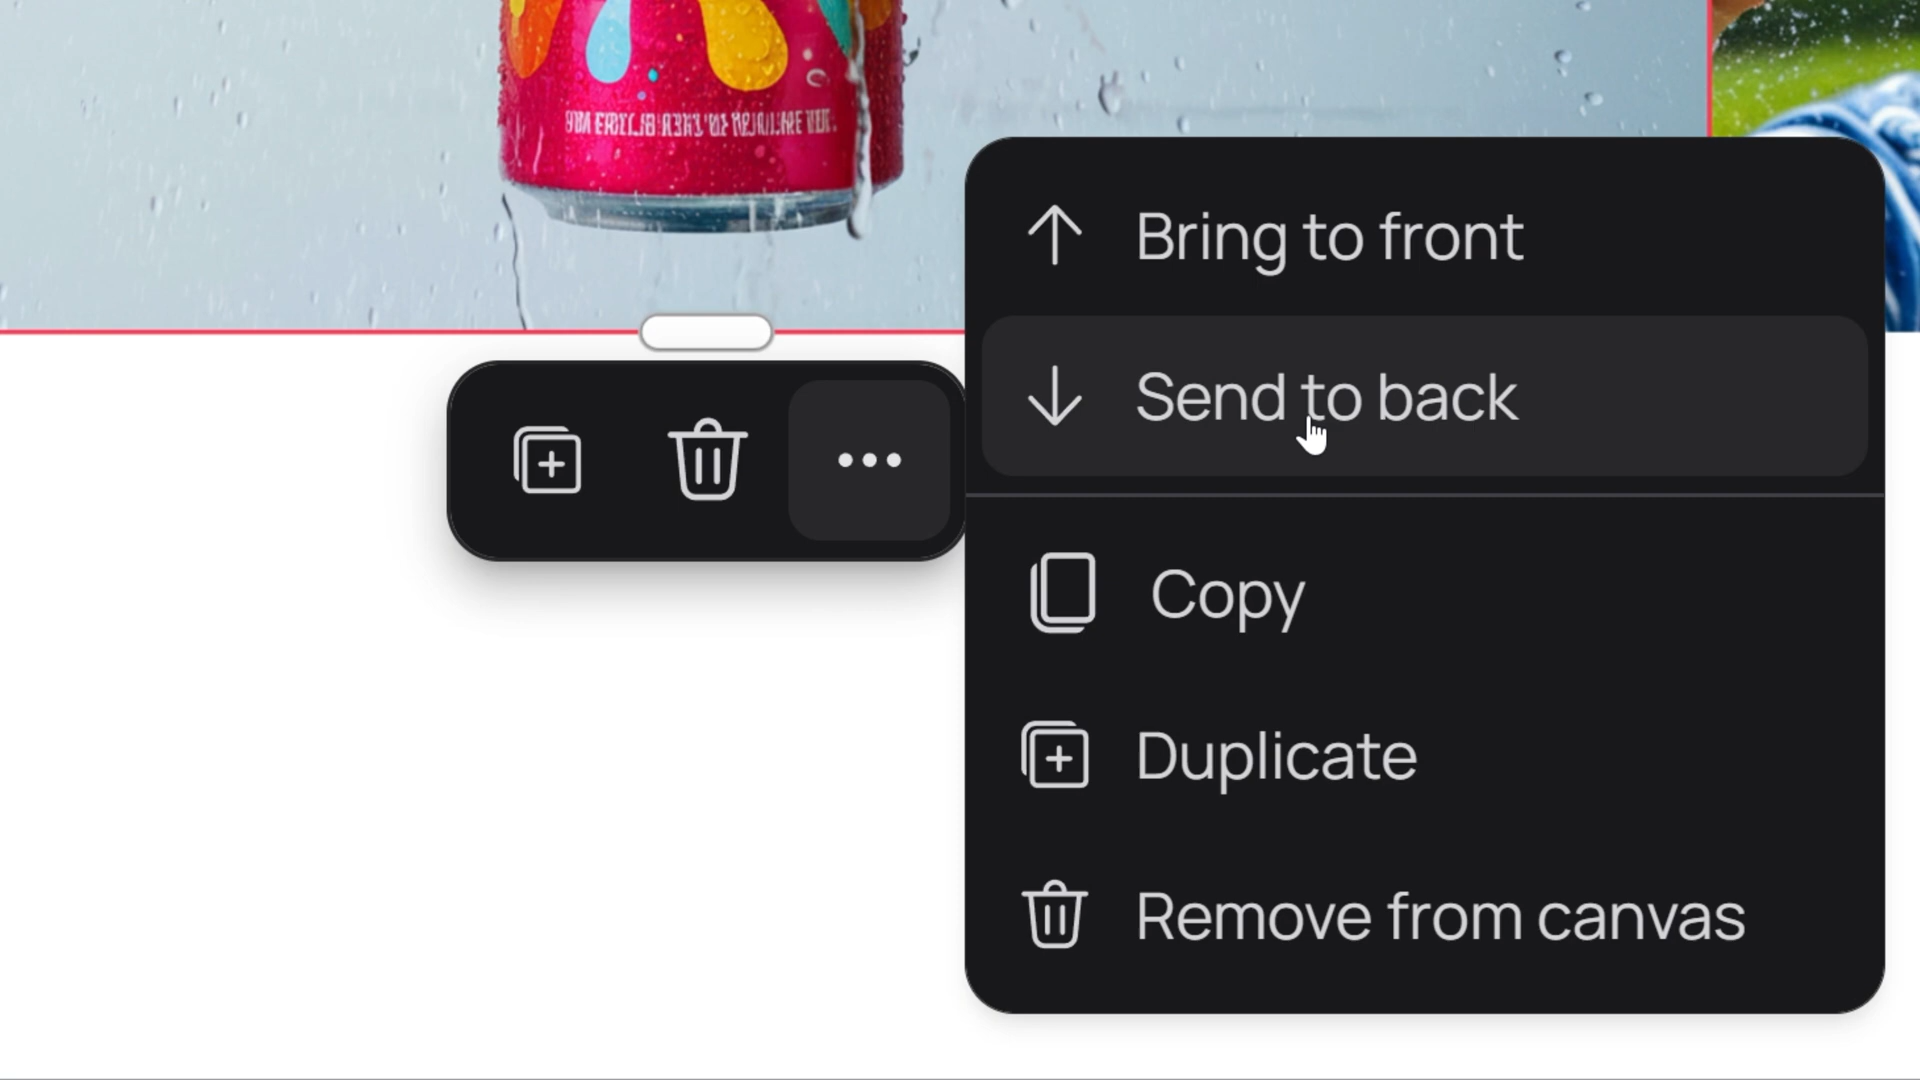 Bring to front
Send to back
Copy
Duplicate
Remove from canvas